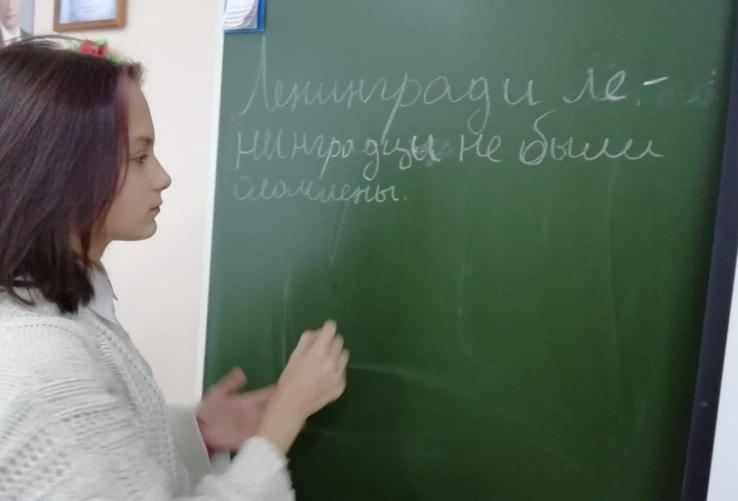 Ленинград и ле-
нинградцы не были
сломлены.